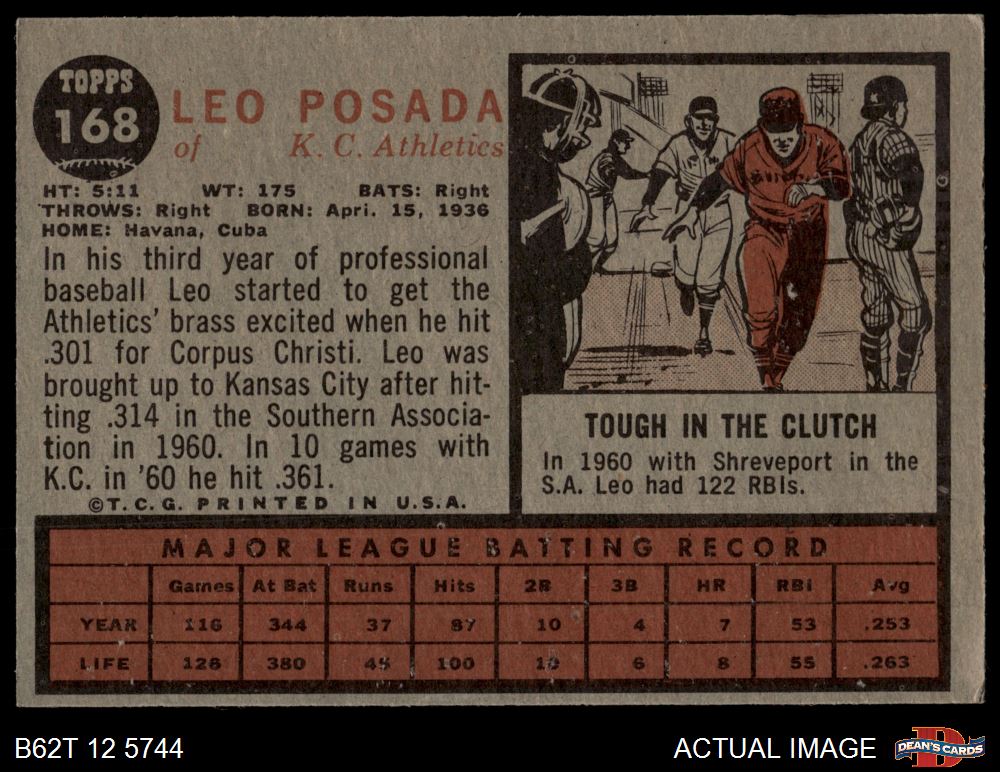 TOPPS
168
LEO POSADA
of K. C. Athletics
HT: 5:11 WT: 175 BATS: Right
THROWS: Right BORN: Apri. 15, 1936
HOME: Havana, Cuba
In his third year of professional
baseball Leo started to get the
Athletics' brass excited when he hit
.301 for Corpus Christi. Leo was
brought up to Kansas City after hit-
ting .314 in the Southern Associa-
tion in 1960. In 10 games with
K.C. in '60 he hit .361.
©T.C.G. PRINTED IN U.S.A.
TOUGH IN THE CLUTCH
In 1960 with Shreveport in the
S.A. Leo had 122 RBIs.
MAJOR LEAGUE BATTING RECORD
Games At Bat Runs Hits 2B 3B HR RBI Avg
YEAR 116 344 37 87 10 4 7 53 .253
LIFE 126 380 45 100 10 6 8 55 .263
B62T 12 5744
ACTUAL IMAGE
DEAN'S CARDS